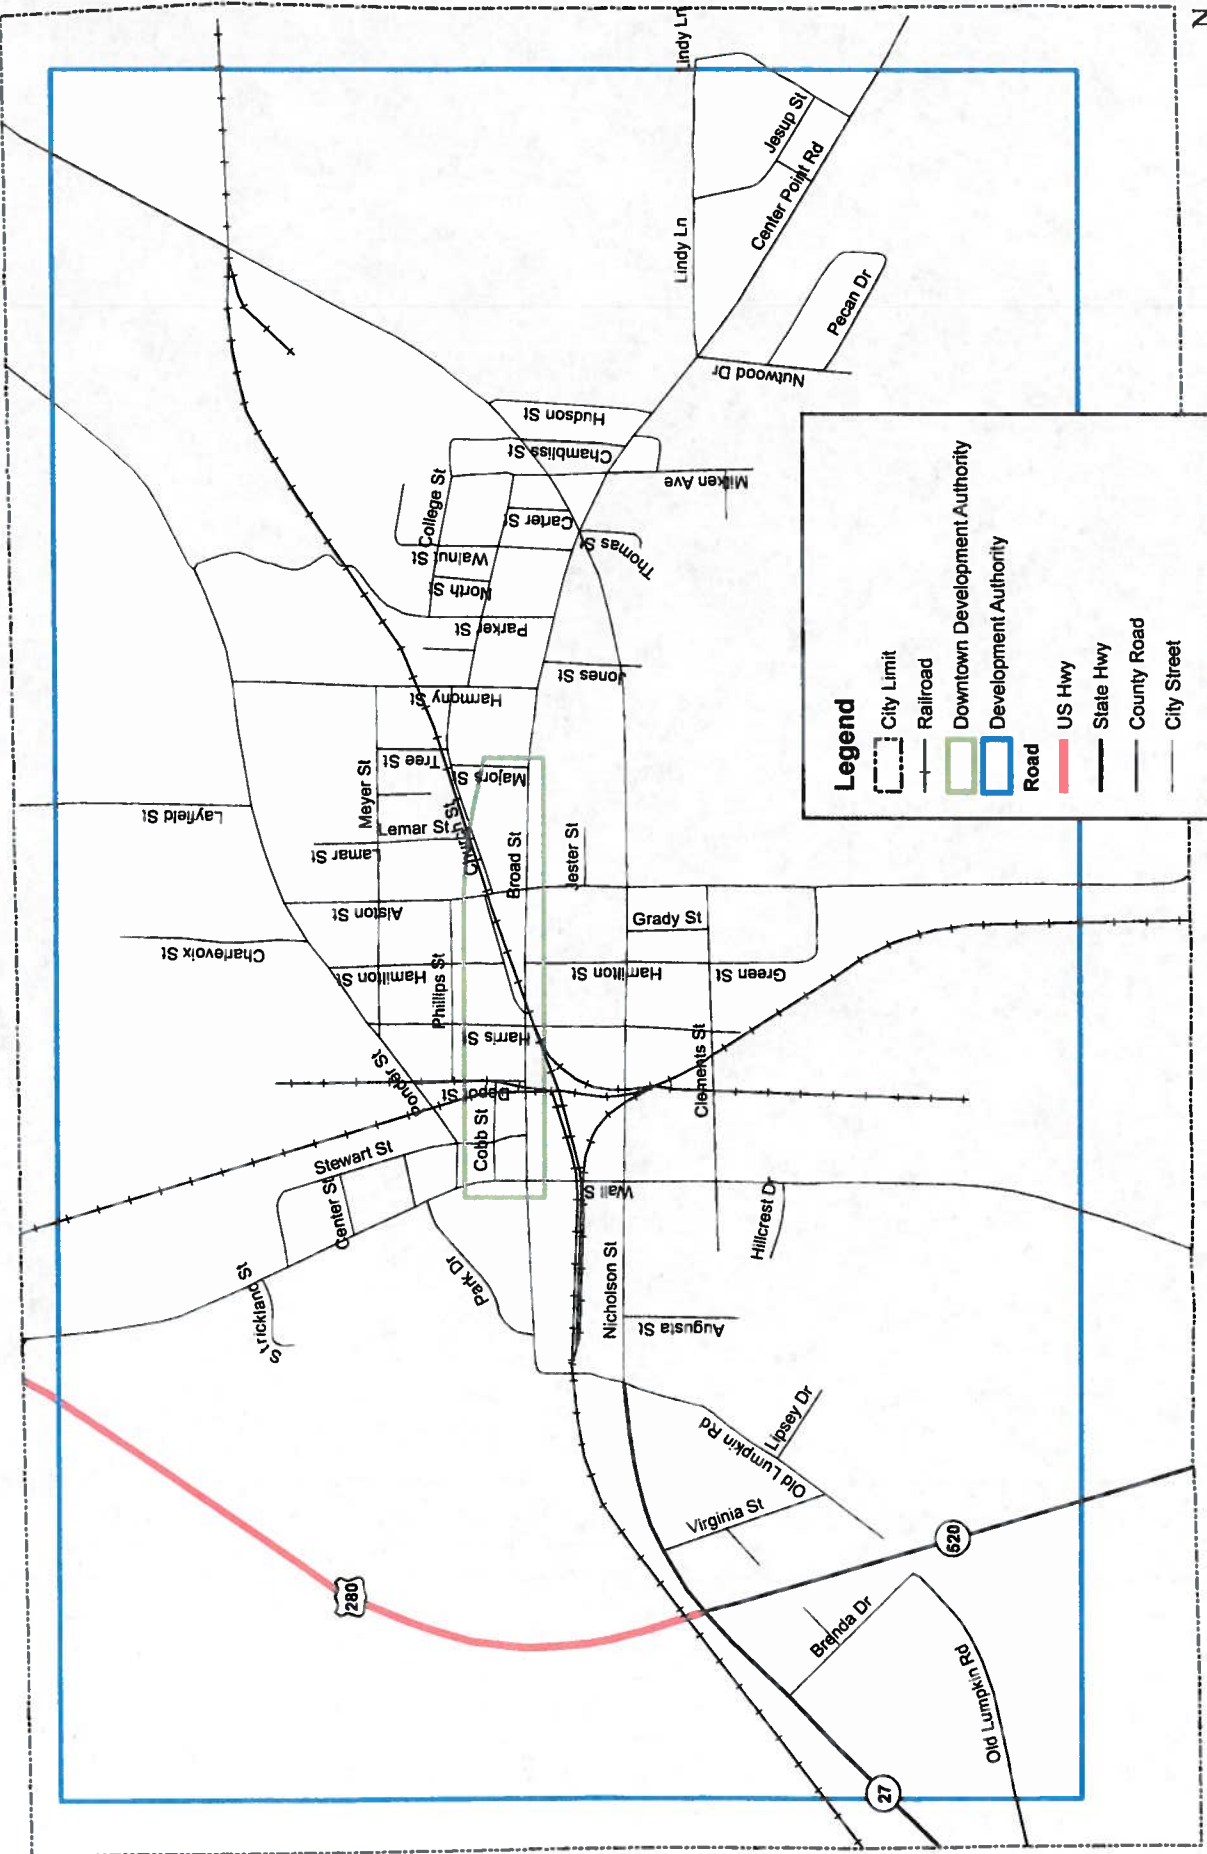 Lindy Ln
N
Jesup St
Center Point Rd
Lindy Ln
Pecan Dr
Nutwood Dr
Hudson St
Chambliss St
College St
Milken Ave
Carter St
Walnut St
Thomas St
North St
Parker St
Jones St
Harmony St
Tree St
Majors St
Meyer St
Layfield St
Lemar St
Lamar St
Church St
Broad St
Jester St
Alston St
Grady St
Charlevoix St
Hamilton St
Phillips St
Hamilton St
Green St
Harris St
Ponder St
Clements St
Depot St
Cobb St
Stewart St
Center St
Wall S
Hillcrest Dr
Park Dr
Nicholson St
Augusta St
Strickland St
Lipsey Dr
Old Lumpkin Rd
Virginia St
520
280
Brenda Dr
Old Lumpkin Rd
27
Legend
City Limit
Railroad
Downtown Development Authority
Development Authority
Road
US Hwy
State Hwy
County Road
City Street